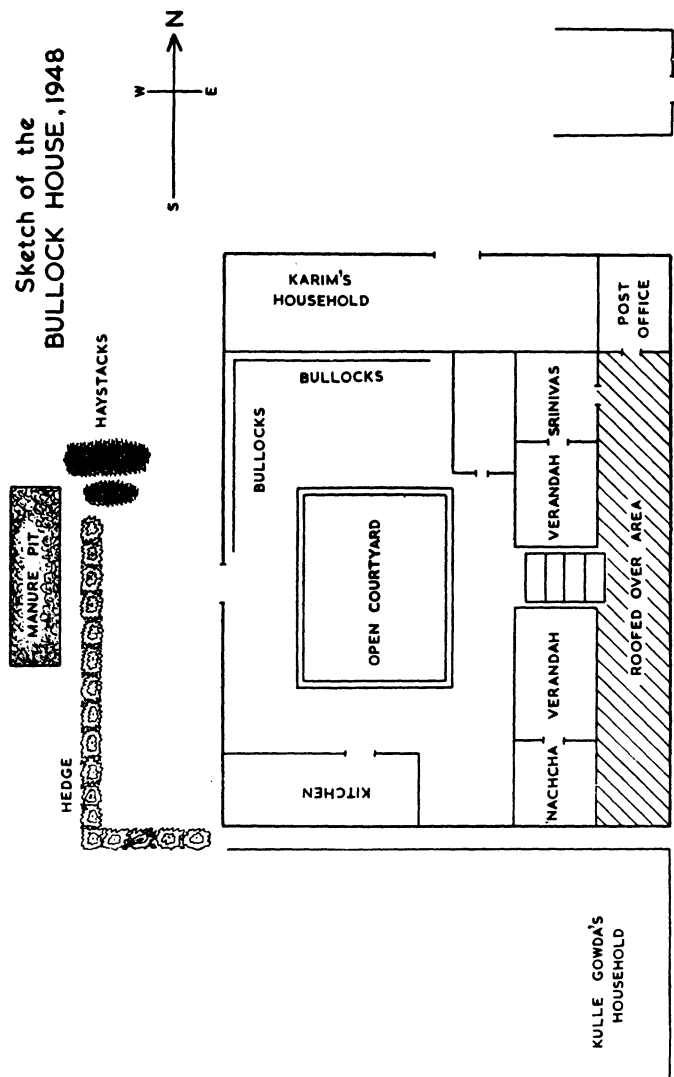 Sketch of the
BULLOCK HOUSE, 1948
W
S
N
E
HAYSTACKS
MANURE PIT
HEDGE
KARIM'S
HOUSEHOLD
POST
OFFICE
BULLOCKS
BULLOCKS
SRINIVAS
VERANDAH
OPEN COURTYARD
ROOFED OVER AREA
VERANDAH
NACHCHA
KITCHEN
KULLE GOWDA'S
HOUSEHOLD